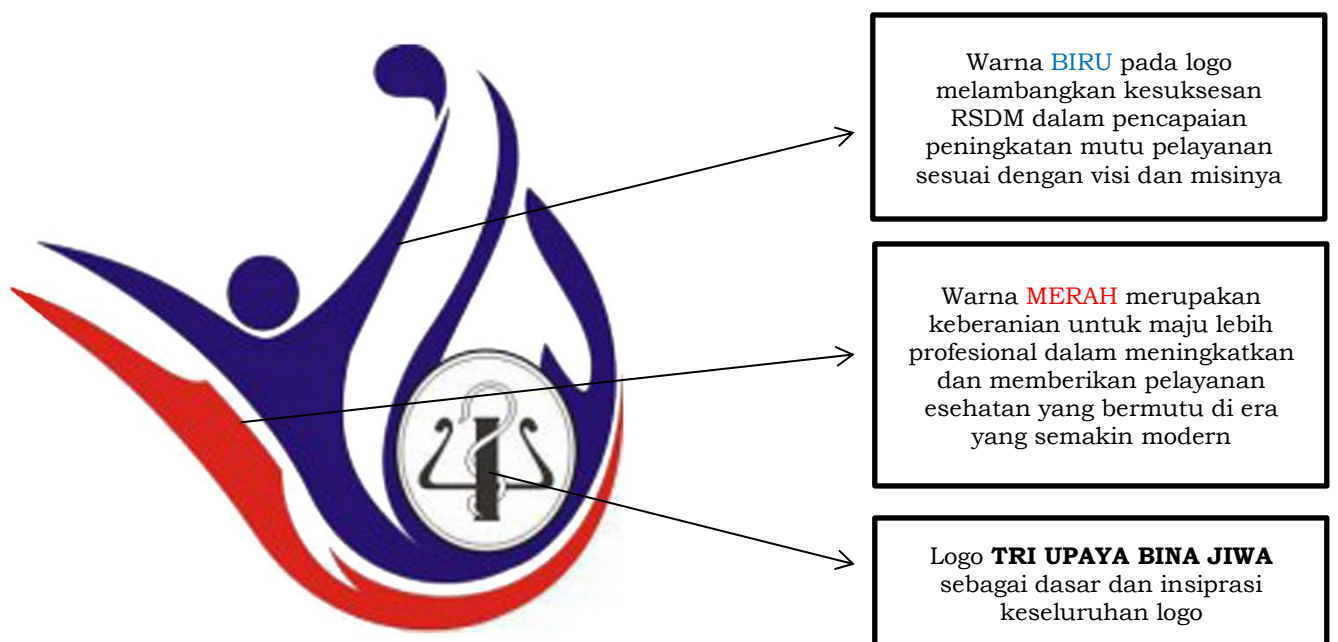 Warna BIRU pada logo
melambangkan kesuksesan
RSDM dalam pencapaian
peningkatan mutu pelayanan
sesuai dengan visi dan misinya
Warna MERAH merupakan
keberanian untuk maju lebih
profesional dalam meningkatkan
dan memberikan pelayanan
esehatan yang bermutu di era
yang semakin modern
Logo TRI UPAYA BINA JIWA
sebagai dasar dan insiprasi
keseluruhan logo